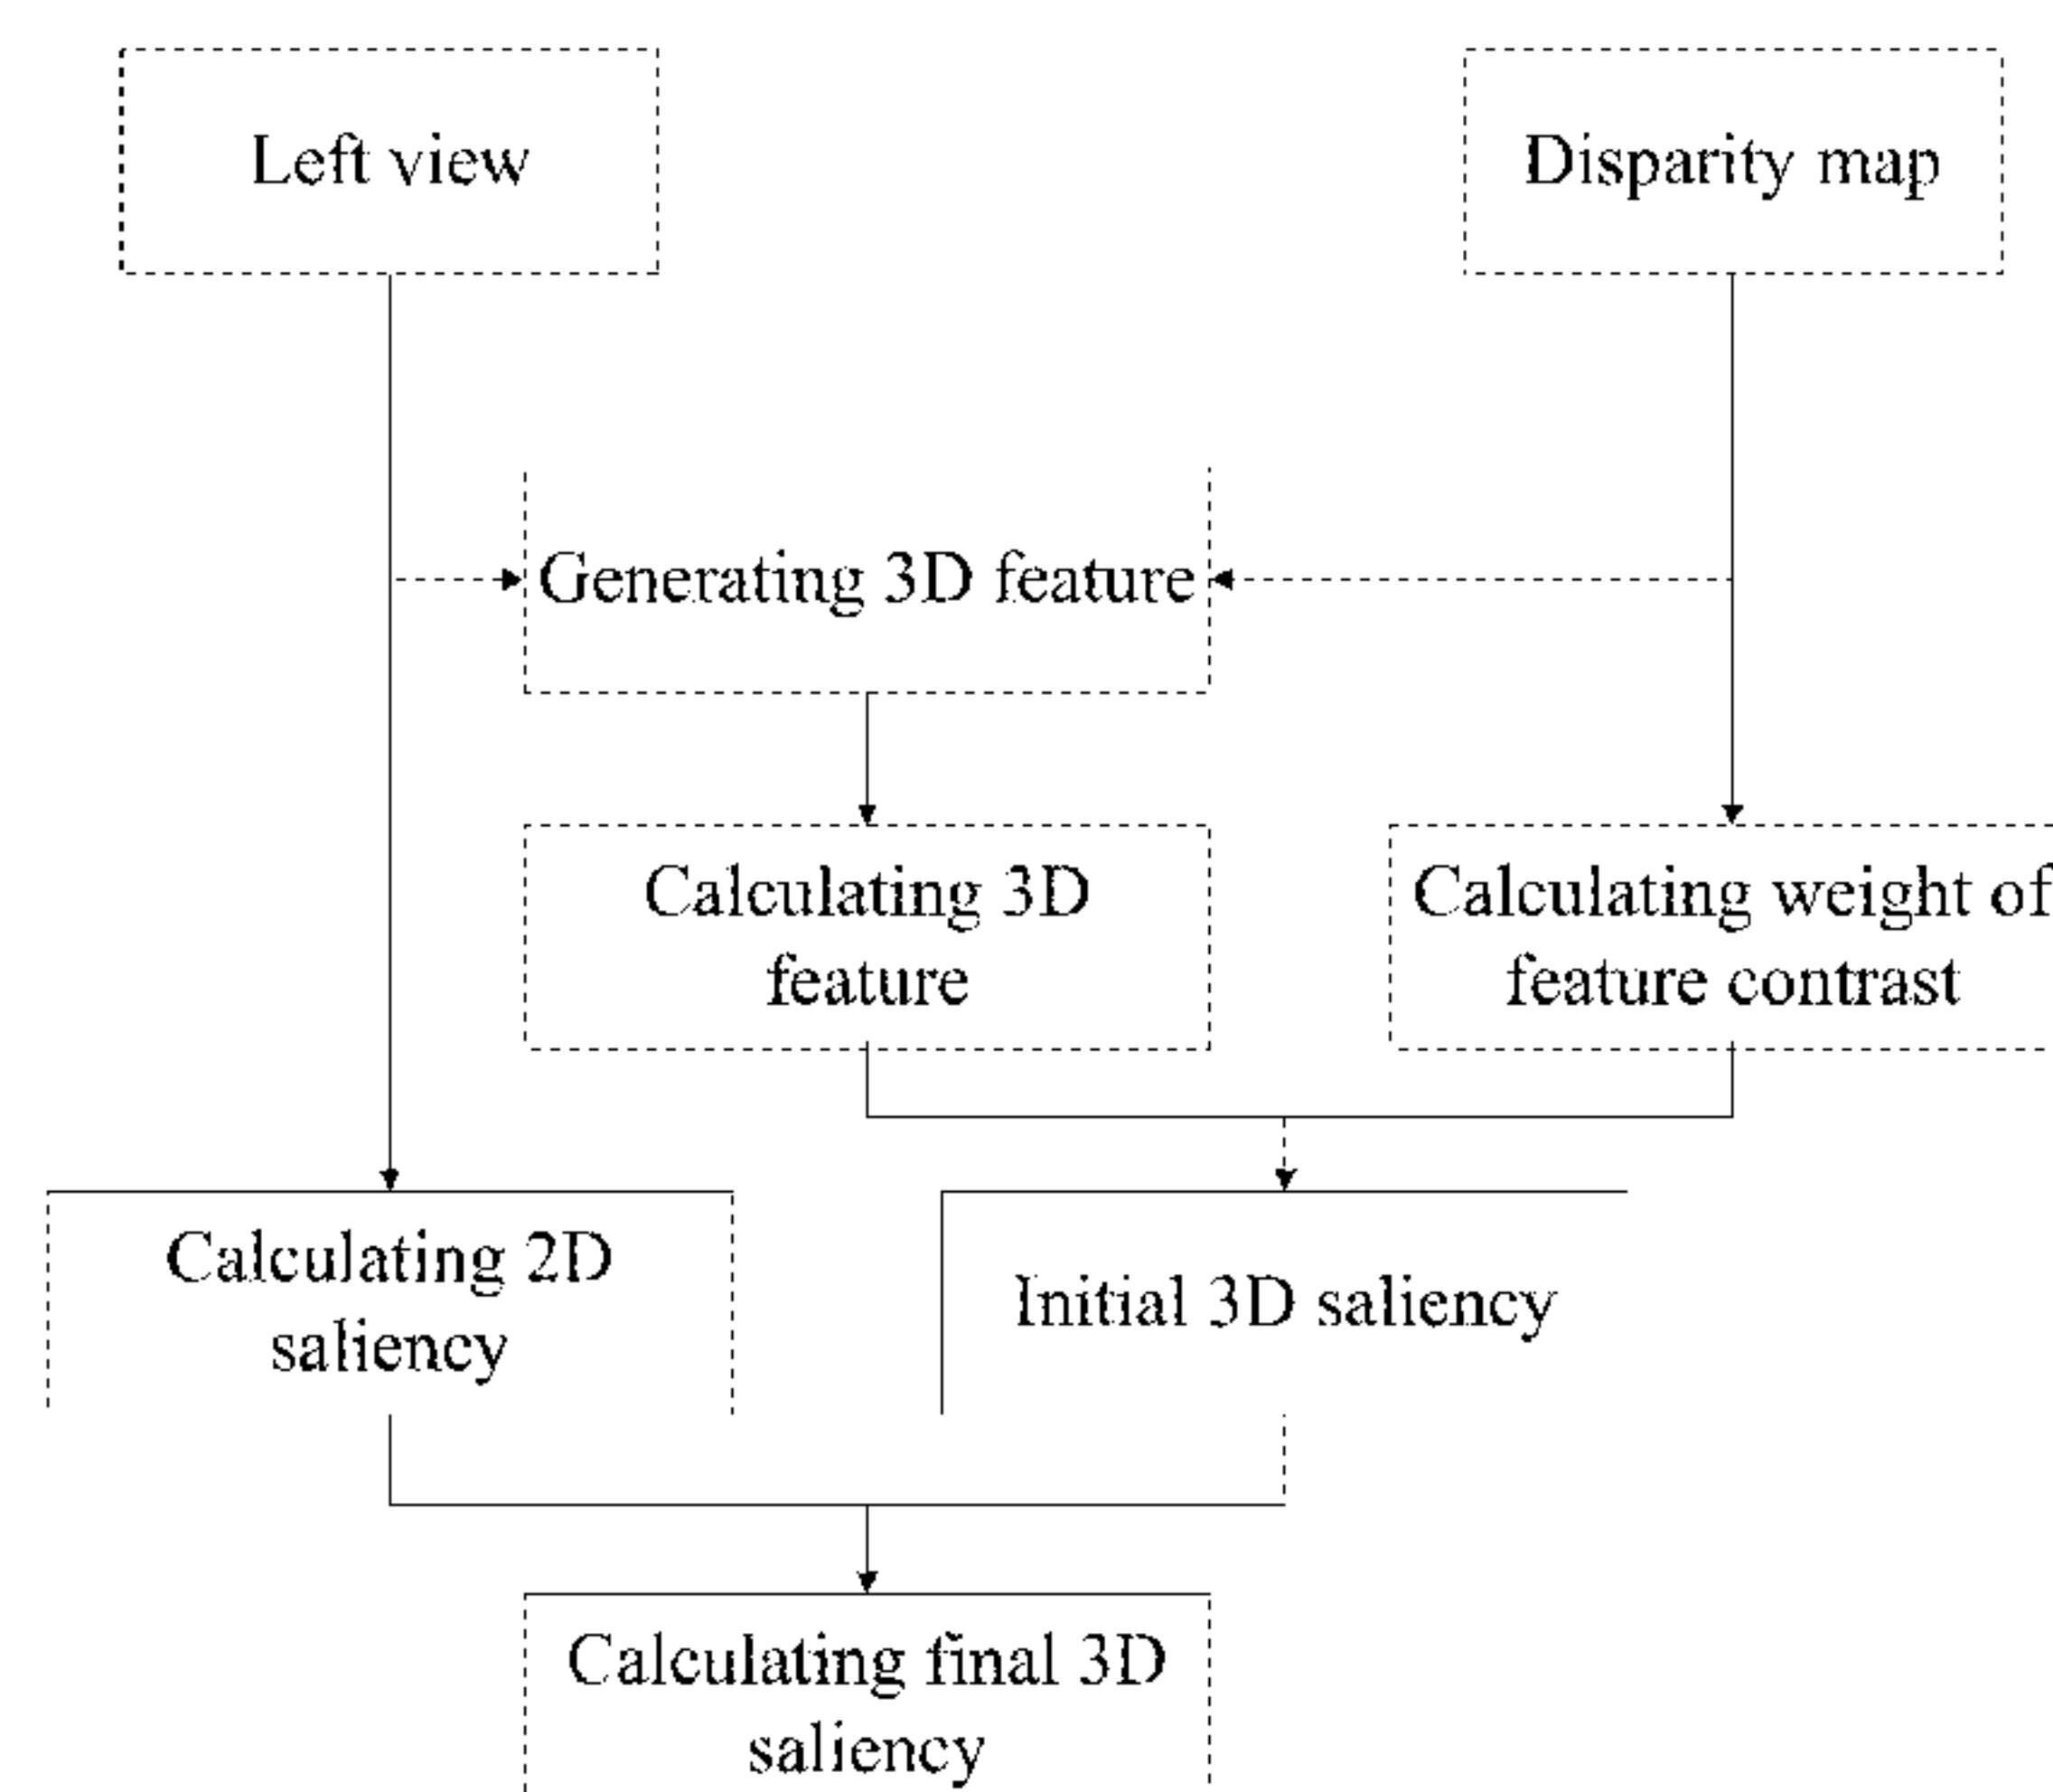 Left view
Disparity map
Generating 3D feature
Calculating 3D
feature
Calculating weight of
feature contrast
Calculating 2D
saliency
Initial 3D saliency
Calculating final 3D
saliency